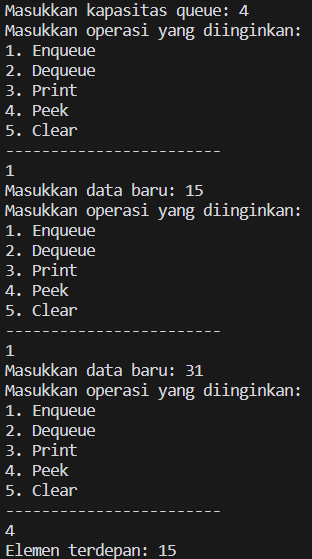 Masukkan kapasitas queue: 4
Masukkan operasi yang diinginkan:
1. Enqueue
2. Dequeue
3. Print
4. Peek
5. Clear
------------------------
1
Masukkan data baru: 15
Masukkan operasi yang diinginkan:
1. Enqueue
2. Dequeue
3. Print
4. Peek
5. Clear
------------------------
1
Masukkan data baru: 31
Masukkan operasi yang diinginkan:
1. Enqueue
2. Dequeue
3. Print
4. Peek
5. Clear
------------------------
4
Elemen terdepan: 15